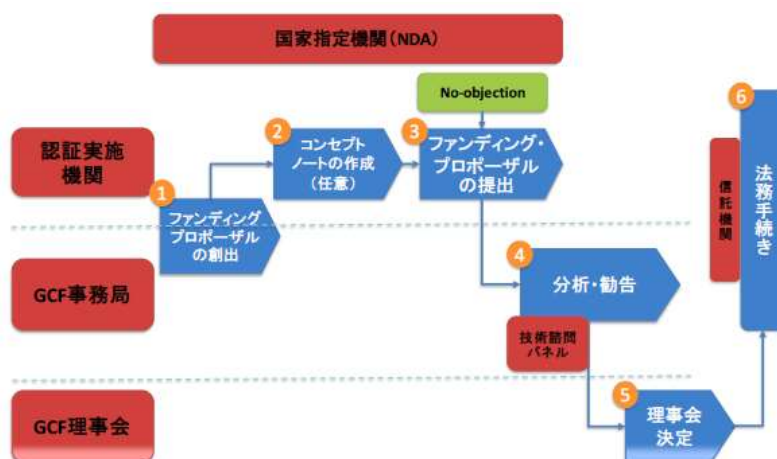 国家指定機関（NDA）
No-objection
認証実施
機関
1
ファンディング
プロポーザル
の創出
2
コンセプト
ノートの作成
（任意）
3
ファンディング・
プロポーザル
の提出
GCF事務局
4
分析・勧告
技術諮問
パネル
GCF理事会
5
理事会
決定
6
法務手続き
信託機関